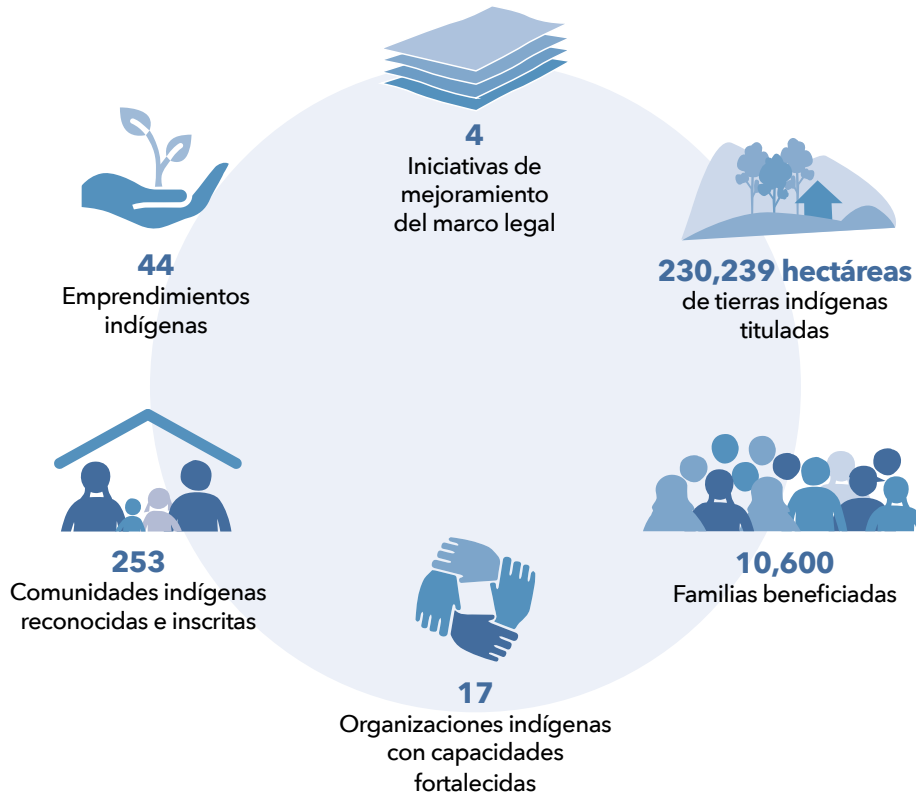 4
Iniciativas de
mejoramiento
del marco legal
230,239 hectáreas
de tierras indígenas
tituladas
10,600
Familias beneficiadas
17
Organizaciones indígenas
con capacidades
fortalecidas
253
Comunidades indígenas
reconocidas e inscritas
44
Emprendimientos
indígenas